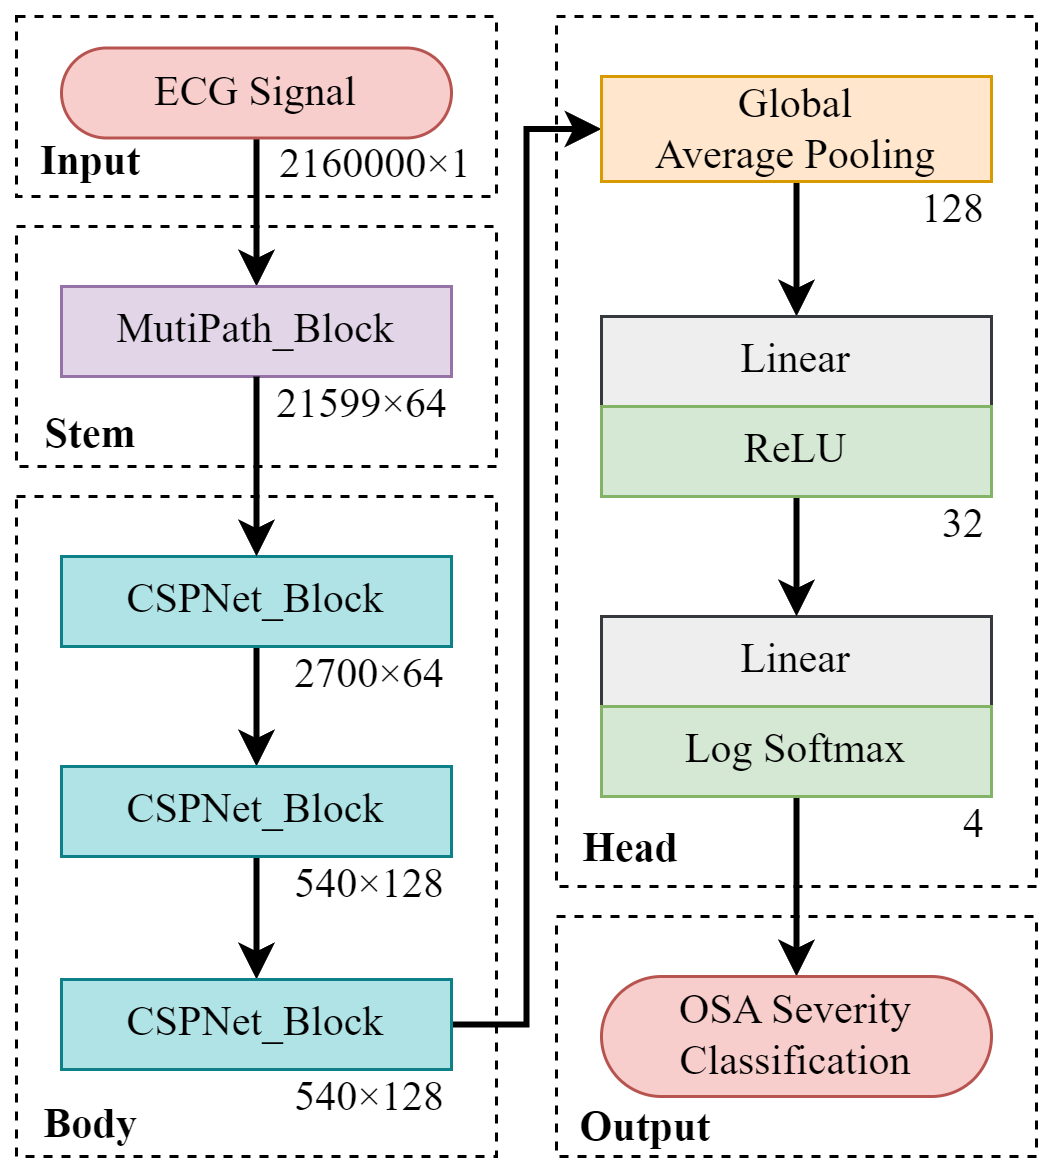 ECG Signal
Input
2160000×1
MutiPath_Block
21599×64
Stem
CSPNet_Block
2700×64
CSPNet_Block
540×128
CSPNet_Block
540×128
Body
Global
Average Pooling
128
Linear
ReLU
32
Linear
Log Softmax
4
Head
OSA Severity
Classification
Output